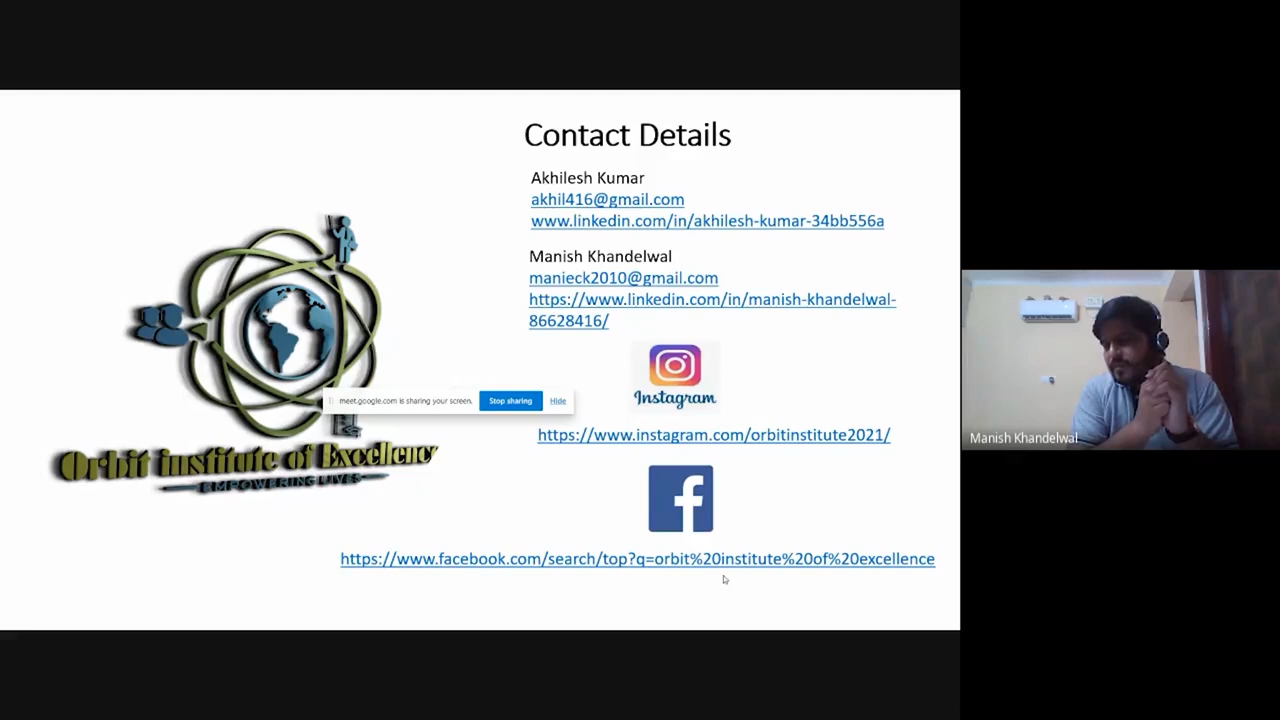 Contact Details
Akhilesh Kumar
akhil416@gmail.com
www.linkedin.com/in/akhilesh-kumar-34bb556a
Manish Khandelwal
manieck2010@gmail.com
https://www.linkedin.com/in/manish-khandelwal-
86628416/
Instagram
meet.google.com is sharing your screen.
Stop sharing
Hide
https://www.instagram.com/orbitinstitute2021/
Orbit institute of Excellence
EMPOWERING LIVES
https://www.facebook.com/search/top?q=orbit%20institute%20of%20excellence
Manish Khandelwal